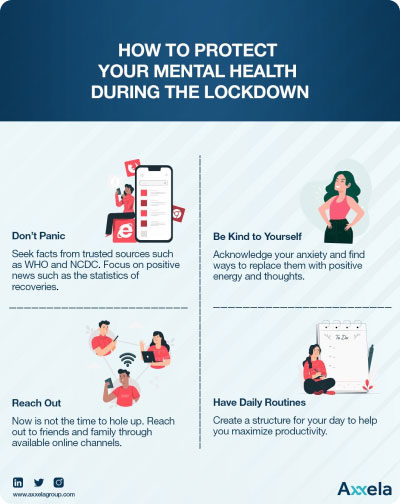 HOW TO PROTECT
YOUR MENTAL HEALTH
DURING THE LOCKDOWN
Don't Panic
Seek facts from trusted sources such
as WHO and NCDC. Focus on positive
news such as the statistics of
recoveries.
Be Kind to Yourself
Acknowledge your anxiety and find
ways to replace them with positive
energy and thoughts.
Reach Out
Now is not the time to hole up. Reach
out to friends and family through
available online channels.
To Do
Have Daily Routines
Create a structure for your day to help
you maximize productivity.
www.axxelagroup.com
Axxela